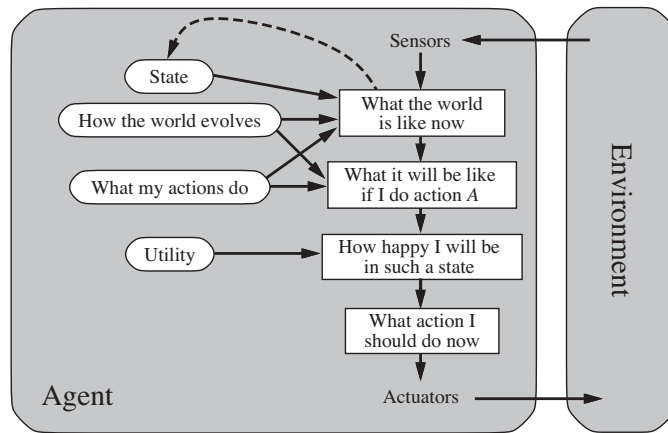 Sensors
State
What the world
is like now
How the world evolves
What my actions do
What it will be like
if I do action A
Utility
How happy I will be
in such a state
What action I
should do now
Agent
Actuators
Environment